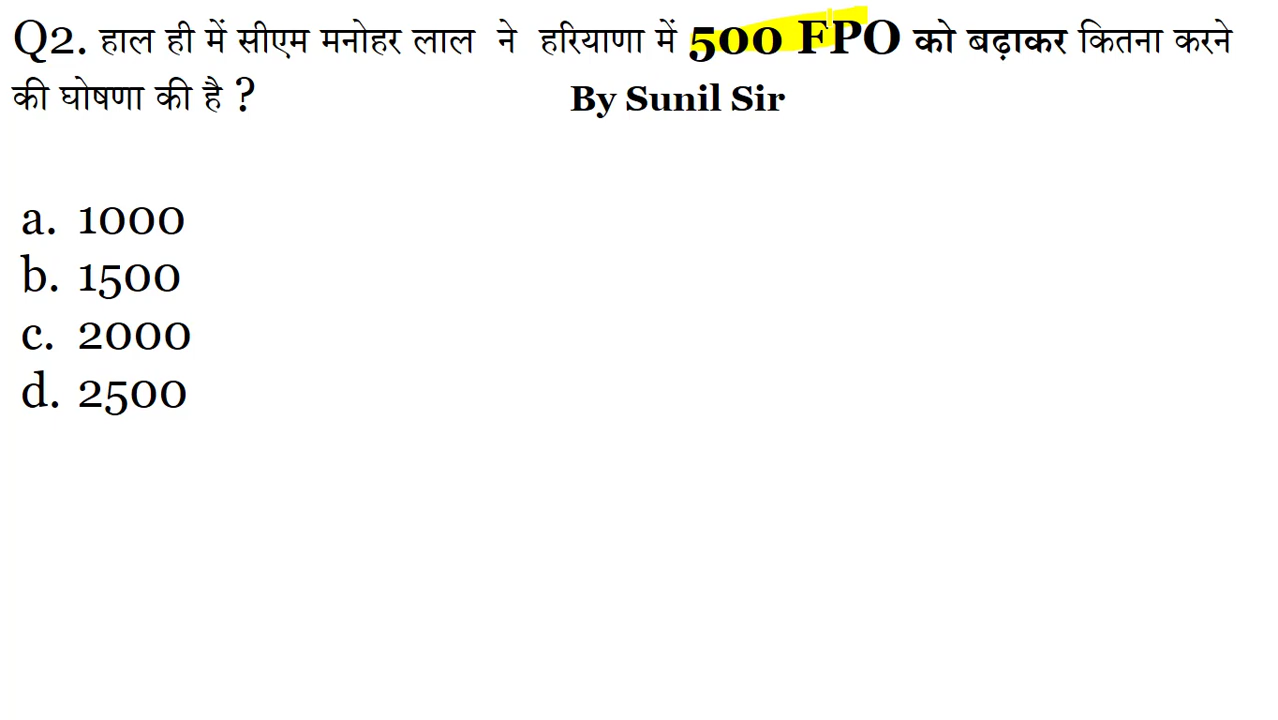 Q2. हाल ही में सीएम मनोहर लाल ने हरियाणा में 500 FPO को बढ़ाकर कितना करने
की घोषणा की है ? By Sunil Sir
a. 1000
b. 1500
c. 2000
d. 2500